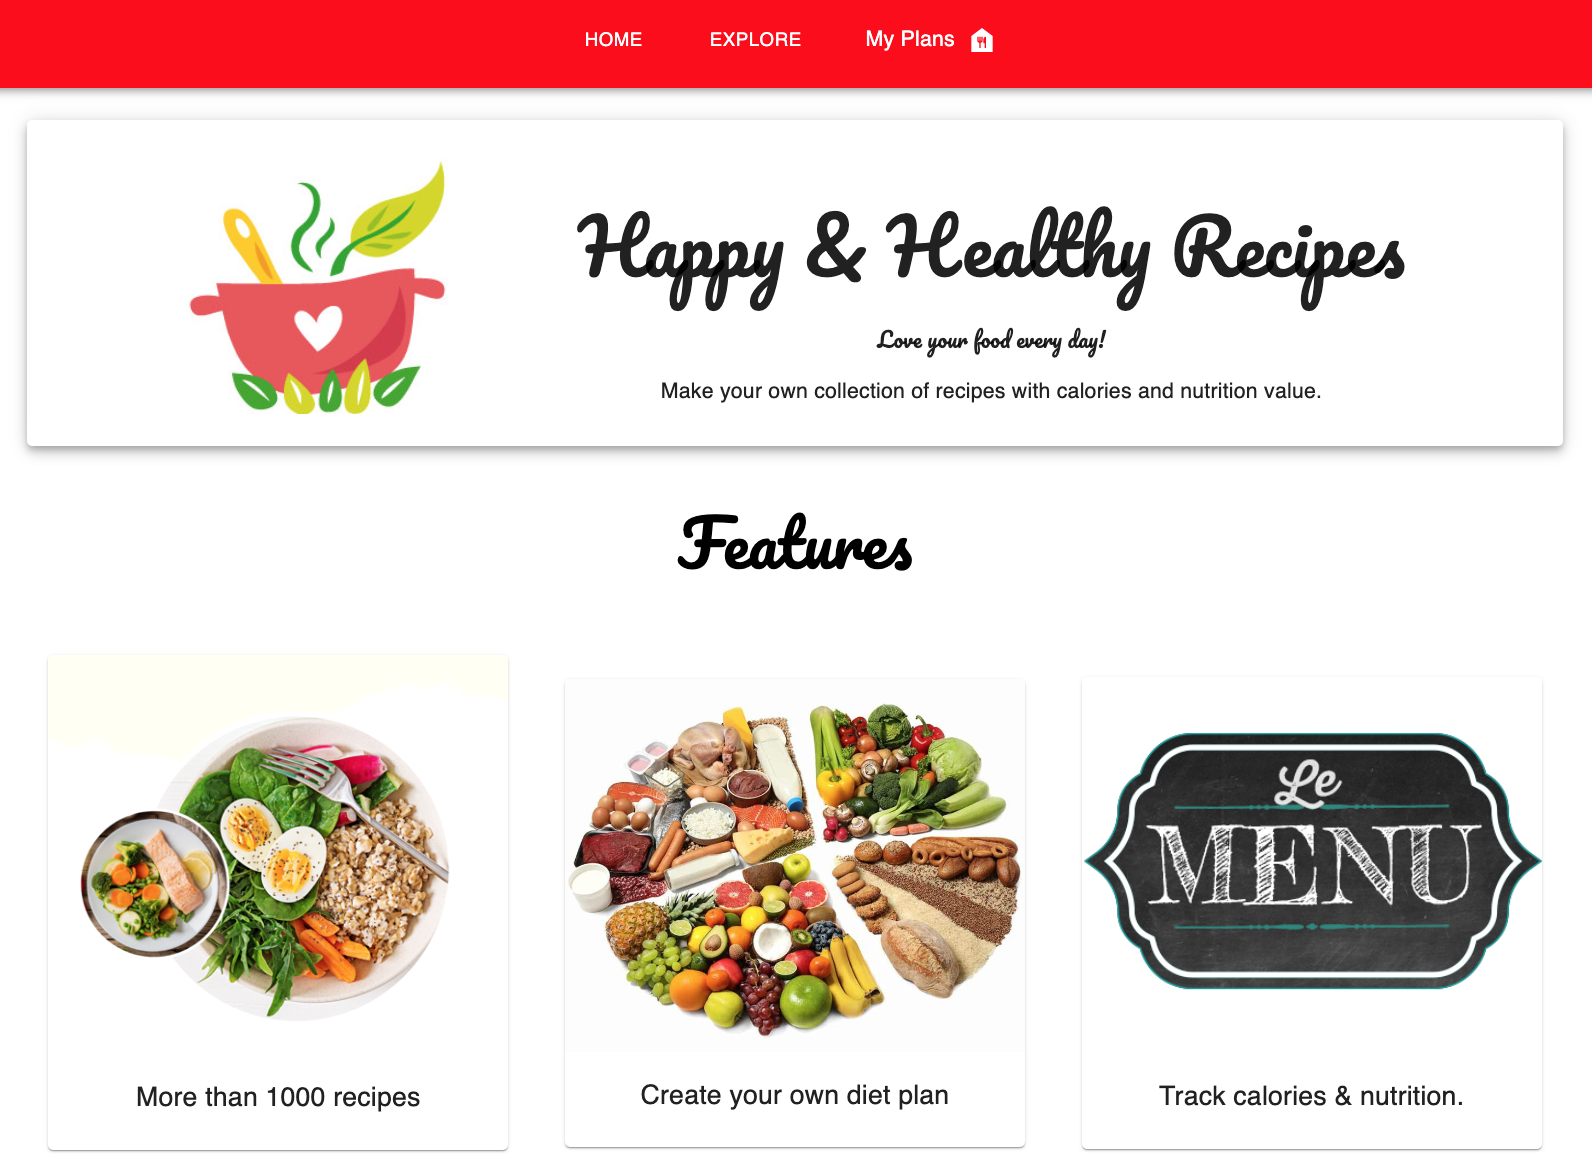 HOME EXPLORE My Plans
Happy & Healthy Recipes
Love your food every day!
Make your own collection of recipes with calories and nutrition value.
Features
Le
MENU
More than 1000 recipes
Create your own diet plan
Track calories & nutrition.